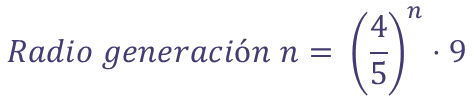 Radio generación n = (4/5)^n · 9